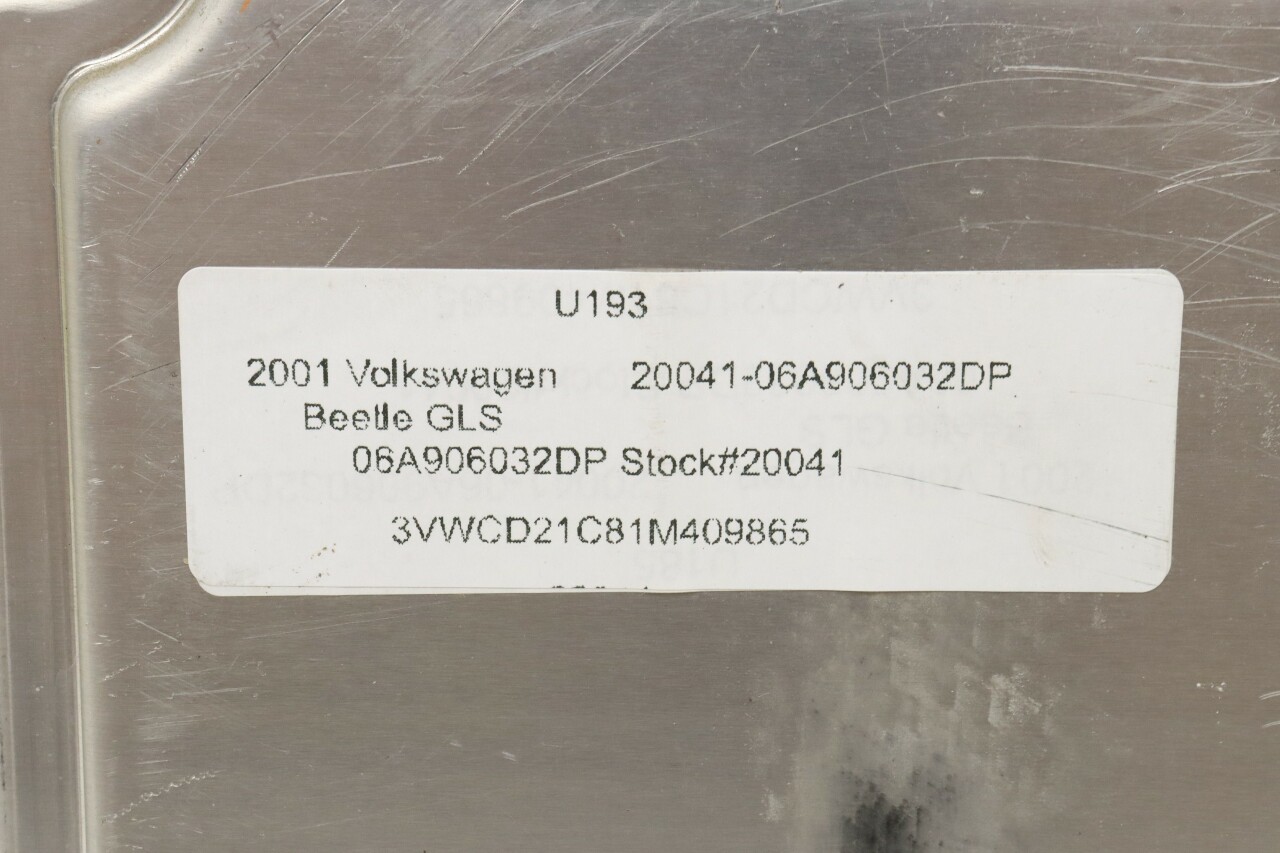 U193
2001 Volkswagen 20041-06A906032DP
Beetle GLS
06A906032DP Stock#20041
3VWCD21C81M409865